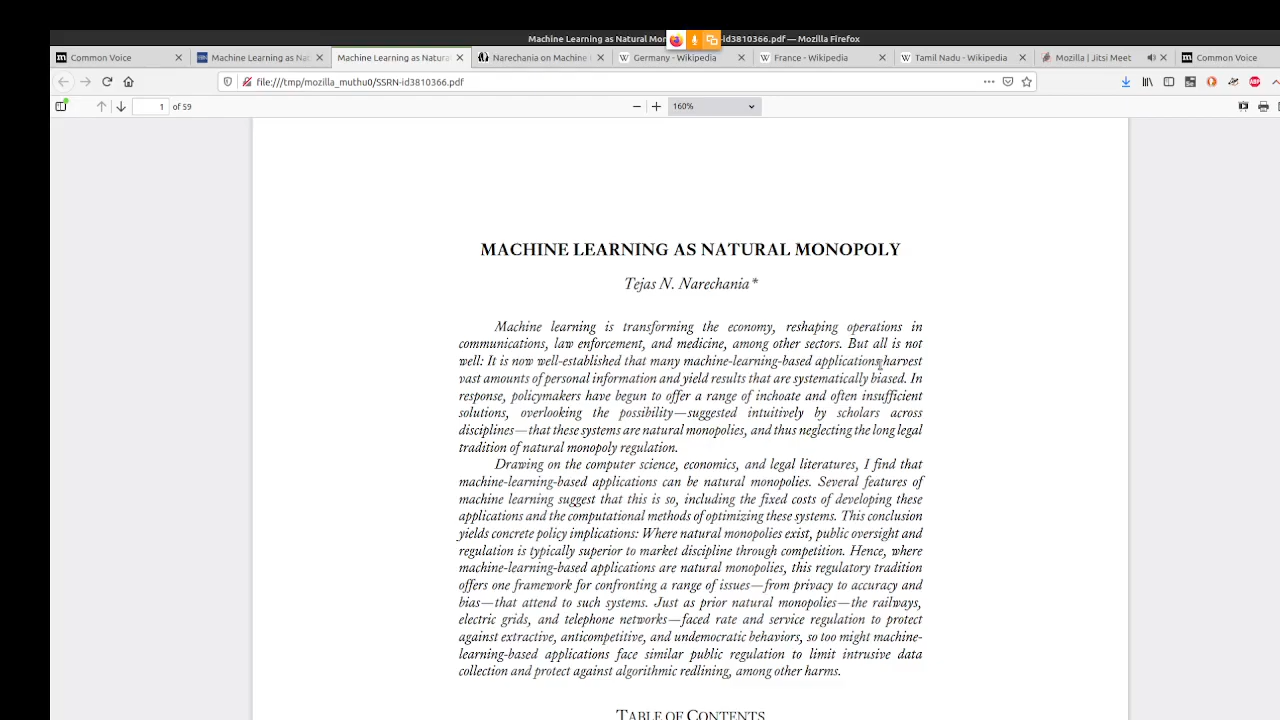 Machine Learning as Natural Mon
-id3810366.pdf — Mozilla Firefox
Common Voice
Machine Learning as Nat
Machine Learning as Natura
Narechania on Machine
Germany - Wikipedia
France - Wikipedia
Tamil Nadu - Wikipedia
Mozilla | Jitsi Meet
Common Voice
file:///tmp/mozilla_muthu0/SSRN-id3810366.pdf
ABP
1 of 59
160%
MACHINE LEARNING AS NATURAL MONOPOLY
Tejas N. Narechania*
Machine learning is transforming the economy, reshaping operations in
communications, law enforcement, and medicine, among other sectors. But all is not
well: It is now well-established that many machine-learning-based applications harvest
vast amounts of personal information and yield results that are systematically biased. In
response, policymakers have begun to offer a range of inchoate and often insufficient
solutions, overlooking the possibility—suggested intuitively by scholars across
disciplines—that these systems are natural monopolies, and thus neglecting the long legal
tradition of natural monopoly regulation.
Drawing on the computer science, economics, and legal literatures, I find that
machine-learning-based applications can be natural monopolies. Several features of
machine learning suggest that this is so, including the fixed costs of developing these
applications and the computational methods of optimizing these systems. This conclusion
yields concrete policy implications: Where natural monopolies exist, public oversight and
regulation is typically superior to market discipline through competition. Hence, where
machine-learning-based applications are natural monopolies, this regulatory tradition
offers one framework for confronting a range of issues—from privacy to accuracy and
bias—that attend to such systems. Just as prior natural monopolies—the railways,
electric grids, and telephone networks—faced rate and service regulation to protect
against extractive, anticompetitive, and undemocratic behaviors, so too might machine-
learning-based applications face similar public regulation to limit intrusive data
collection and protect against algorithmic redlining, among other harms.
TABLE OF CONTENTS